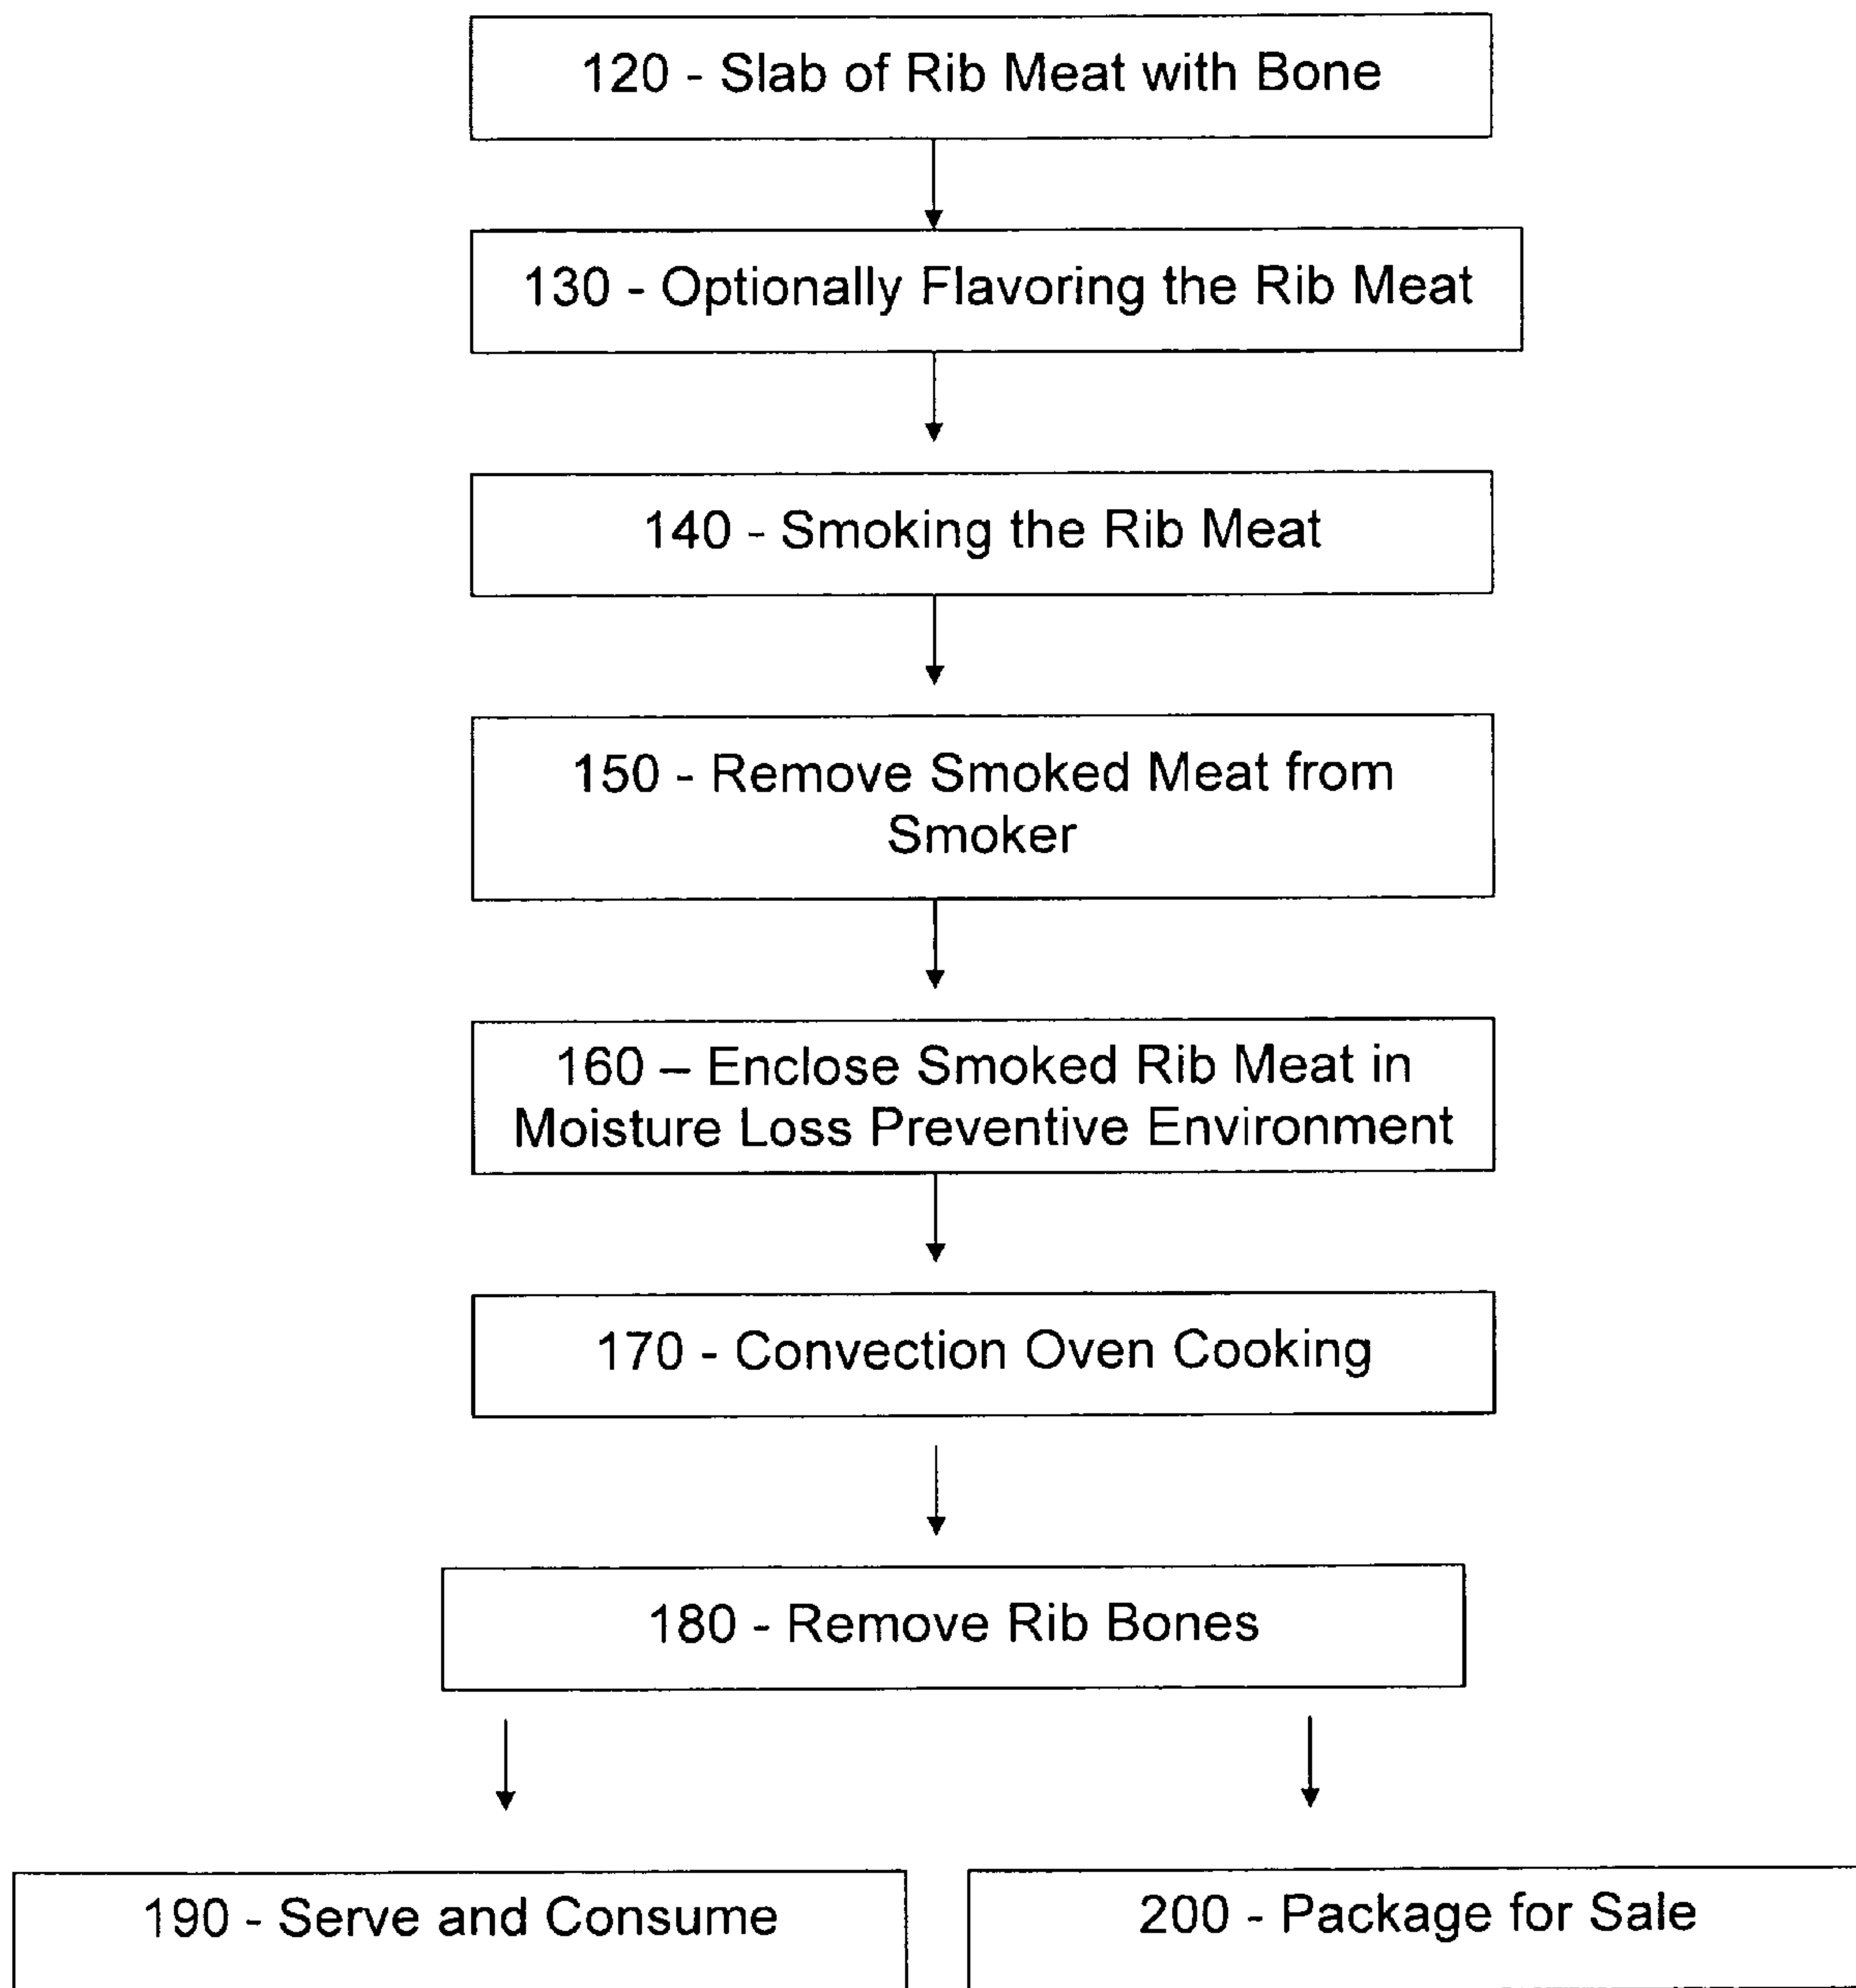 120 - Slab of Rib Meat with Bone
130 - Optionally Flavoring the Rib Meat
140 - Smoking the Rib Meat
150 - Remove Smoked Meat from
Smoker
160 – Enclose Smoked Rib Meat in
Moisture Loss Preventive Environment
170 - Convection Oven Cooking
180 - Remove Rib Bones
190 - Serve and Consume
200 - Package for Sale